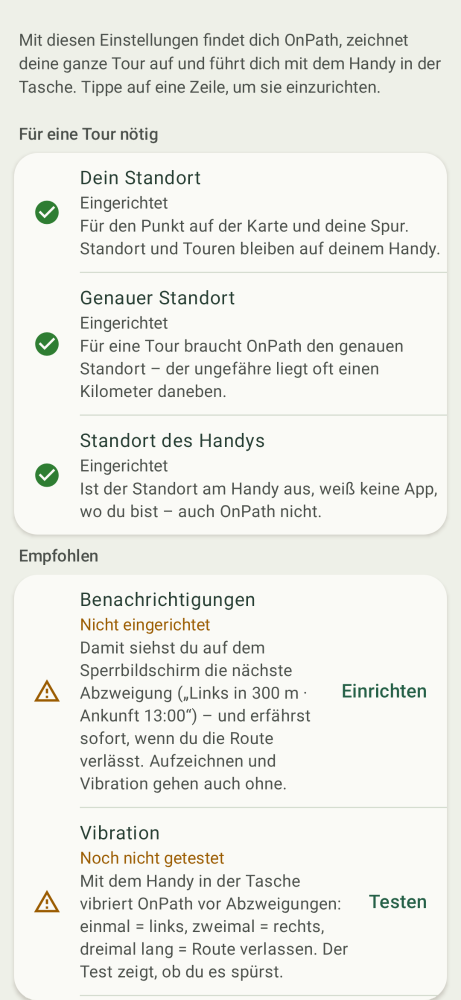 Mit diesen Einstellungen findet dich OnPath, zeichnet
deine ganze Tour auf und führt dich mit dem Handy in der
Tasche. Tippe auf eine Zeile, um sie einzurichten.
Für eine Tour nötig
Dein Standort
Eingerichtet
Für den Punkt auf der Karte und deine Spur.
Standort und Touren bleiben auf deinem Handy.
Genauer Standort
Eingerichtet
Für eine Tour braucht OnPath den genauen
Standort – der ungefähre liegt oft einen
Kilometer daneben.
Standort des Handys
Eingerichtet
Ist der Standort am Handy aus, weiß keine App,
wo du bist – auch OnPath nicht.
Empfohlen
Benachrichtigungen
Nicht eingerichtet
Damit siehst du auf dem
Sperrbildschirm die nächste
Abzweigung („Links in 300 m ·
Ankunft 13:00“) – und erfährst
sofort, wenn du die Route
verlässt. Aufzeichnen und
Vibration gehen auch ohne.
Einrichten
Vibration
Noch nicht getestet
Mit dem Handy in der Tasche
vibriert OnPath vor Abzweigungen:
einmal = links, zweimal = rechts,
dreimal lang = Route verlassen. Der
Test zeigt, ob du es spürst.
Testen